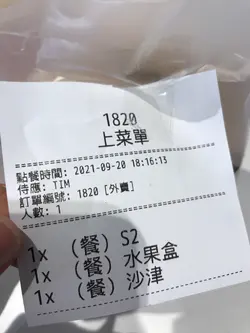 1820
上菜單
點餐時間: 2021-09-20 18:16:13
侍應: TIM
訂單編號: 1820 [外賣]
人數: 1
1x （餐）S2
1x （餐）水果盒
1x （餐）沙津